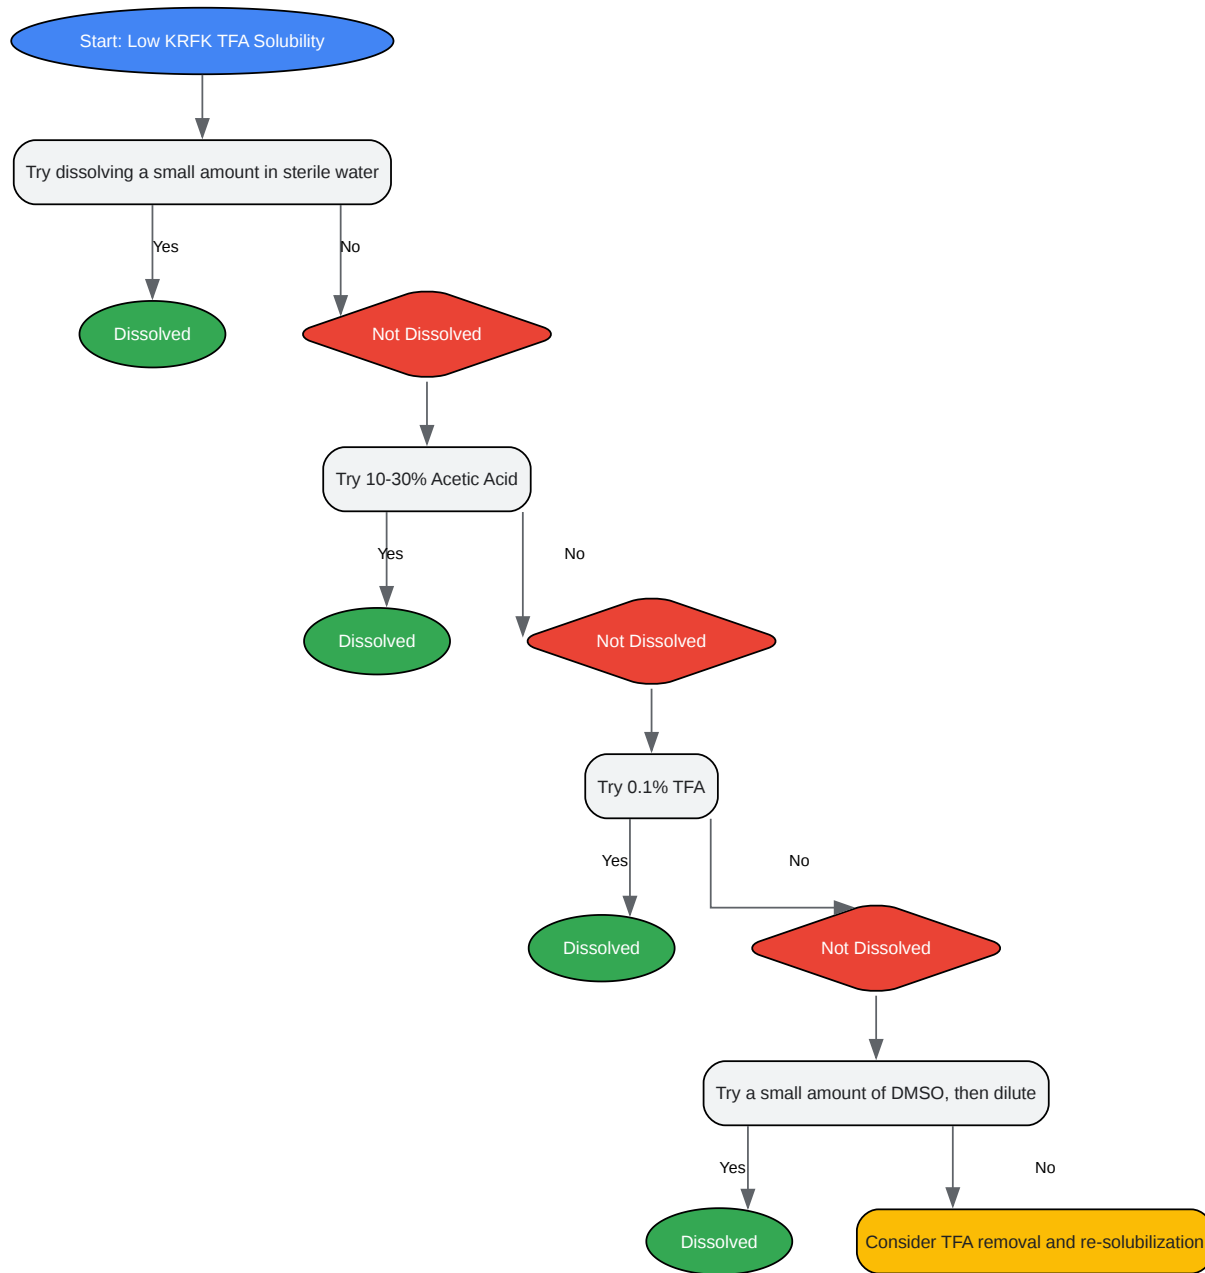 Start: Low KRFK TFA Solubility
Try dissolving a small amount in sterile water
Yes
No
Dissolved
Not Dissolved
Try 10-30% Acetic Acid
Yes
No
Dissolved
Not Dissolved
Try 0.1% TFA
Yes
No
Dissolved
Not Dissolved
Try a small amount of DMSO, then dilute
Yes
No
Dissolved
Consider TFA removal and re-solubilization